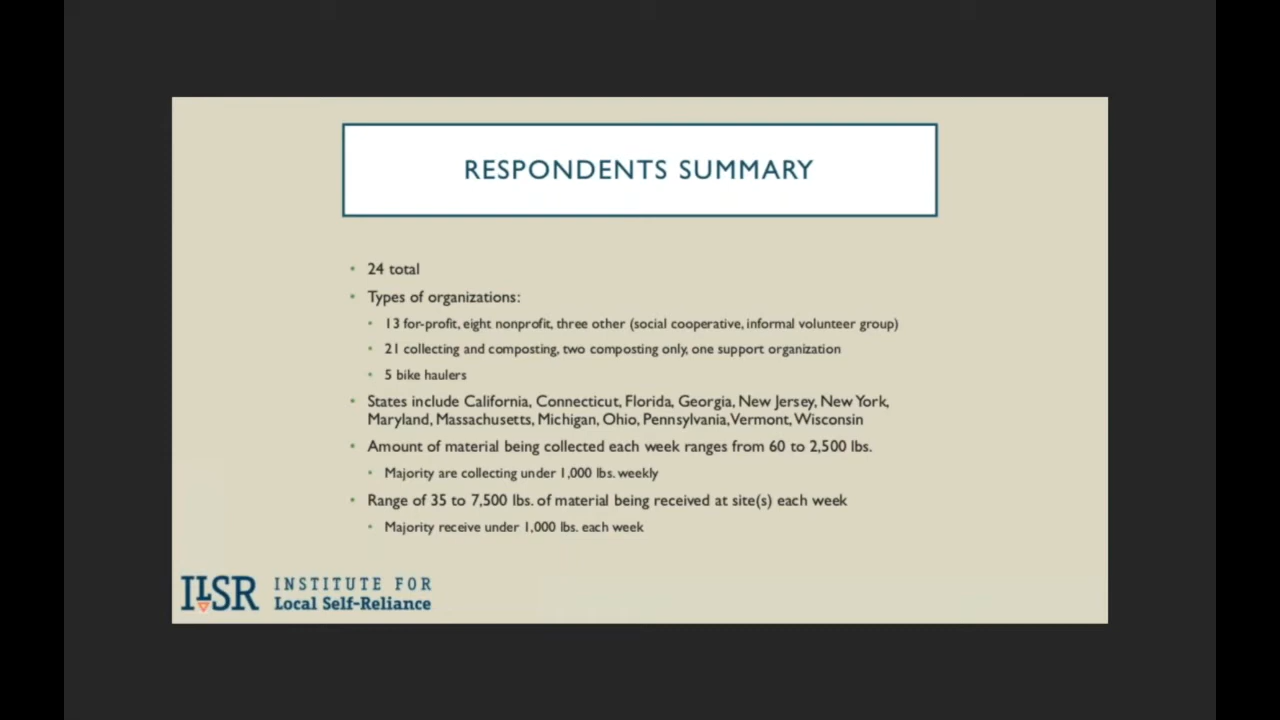 RESPONDENTS SUMMARY
• 24 total
• Types of organizations:
• 13 for-profit, eight nonprofit, three other (social cooperative, informal volunteer group)
• 21 collecting and composting, two composting only, one support organization
• 5 bike haulers
• States include California, Connecticut, Florida, Georgia, New Jersey, New York,
Maryland, Massachusetts, Michigan, Ohio, Pennsylvania, Vermont, Wisconsin
• Amount of material being collected each week ranges from 60 to 2,500 lbs.
• Majority are collecting under 1,000 lbs. weekly
• Range of 35 to 7,500 lbs. of material being received at site(s) each week
• Majority receive under 1,000 lbs. each week
ILSR INSTITUTE FOR
Local Self-Reliance